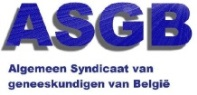 ASGB
Algemeen Syndicaat van
geneeskundigen van België